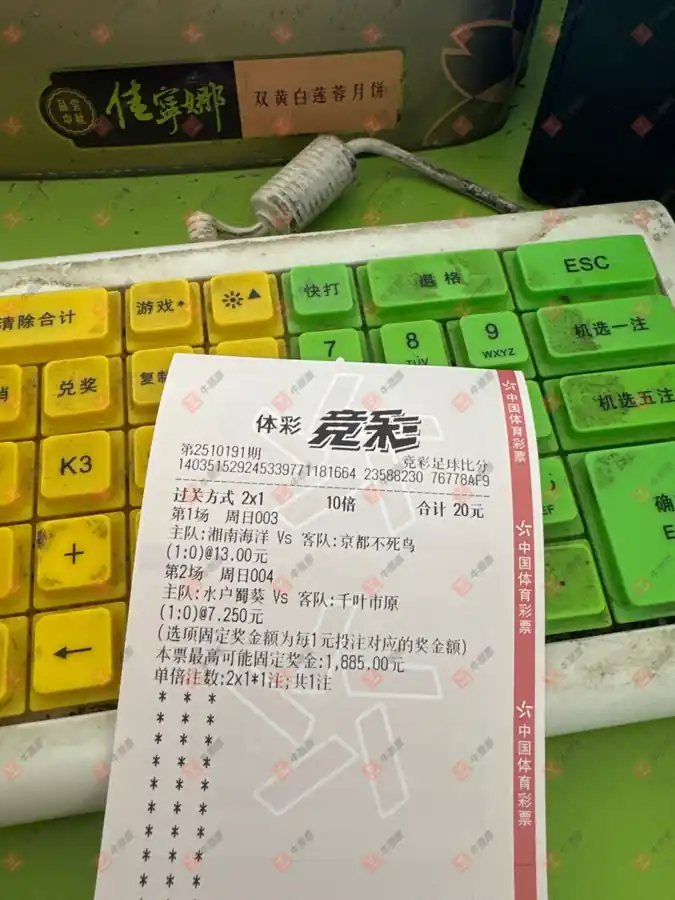 品尝中秋
佳宁娜
双黄白莲蓉月饼
清除合计
游戏+
快打
退格
ESC
7
8
TUV
9
WXYZ
机选一注
兑奖
复制
机选五注
K3
+
←
体彩 竞彩
第2510191期 竞彩足球比分
140351529245339771181664 23588230 76778AF9
过关方式 2x1 10倍 合计 20元
第1场 周日003
主队:湘南海洋 Vs 客队:京都不死鸟
(1:0)@13.00元
第2场 周日004
主队:水户蜀葵 Vs 客队:千叶市原
(1:0)@7.250元
(选项固定奖金额为每1元投注对应的奖金额)
本票最高可能固定奖金:1,885.00元
单倍注数:2x1*1注;共1注
中国体育彩票
中国体育彩票
中国体育彩票